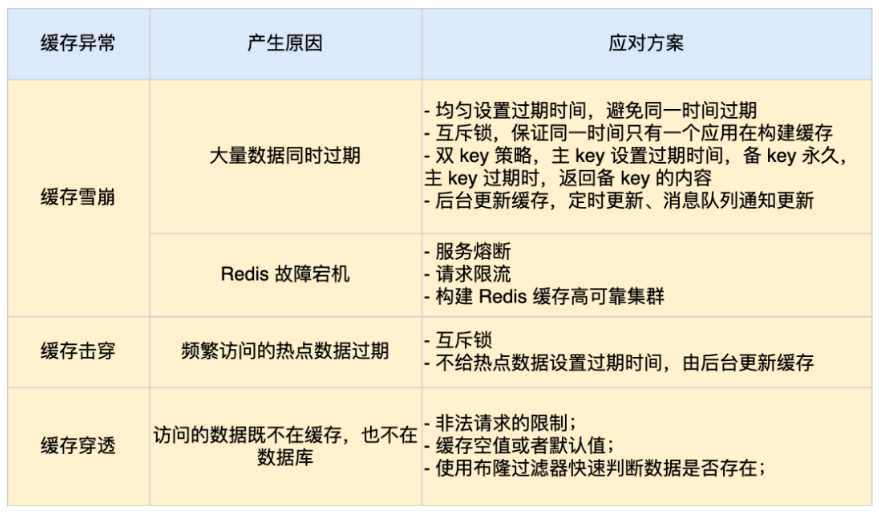 缓存异常
产生原因
应对方案
缓存雪崩
大量数据同时过期
- 均匀设置过期时间，避免同一时间过期
- 互斥锁，保证同一时间只有一个应用在构建缓存
- 双 key 策略，主 key 设置过期时间，备 key 永久，
主 key 过期时，返回备 key 的内容
- 后台更新缓存，定时更新、消息队列通知更新
Redis 故障宕机
- 服务熔断
- 请求限流
- 构建 Redis 缓存高可靠集群
缓存击穿
频繁访问的热点数据过期
- 互斥锁
- 不给热点数据设置过期时间，由后台更新缓存
缓存穿透
访问的数据既不在缓存，也不在
数据库
- 非法请求的限制；
- 缓存空值或者默认值；
- 使用布隆过滤器快速判断数据是否存在；